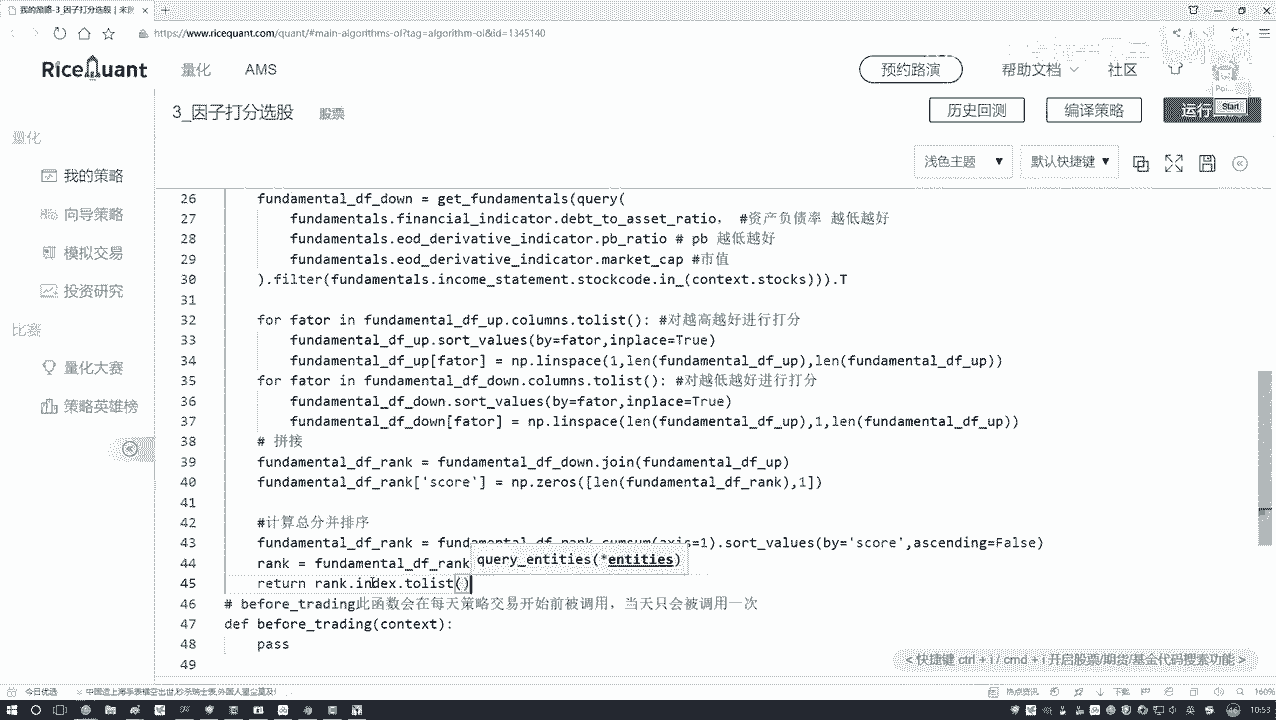 我的策略-3_因子打分选股 | 来
https://www.ricequant.com/quant/#main-algorithms-ol?tag=algorithm-ol&id=1345140
RiceQuant 量化 AMS 预约路演 帮助文档 社区
3_因子打分选股 股票 历史回测 编译策略 运行
Start
量化
我的策略
向导策略
模拟交易
投资研究
比赛
量化大赛
策略英雄榜
浅色主题 ▼ 默认快捷键 ▼
26 fundamental_df_down = get_fundamentals(query(
27 fundamentals.financial_indicator.debt_to_asset_ratio， #资产负债率 越低越好
28 fundamentals.eod_derivative_indicator.pb_ratio # pb 越低越好
29 fundamentals.eod_derivative_indicator.market_cap #市值
30 ).filter(fundamentals.income_statement.stockcode.in_(context.stocks))).T
31
32 for fator in fundamental_df_up.columns.tolist(): #对越高越好进行打分
33 fundamental_df_up.sort_values(by=fator,inplace=True)
34 fundamental_df_up[fator] = np.linspace(1,len(fundamental_df_up),len(fundamental_df_up))
35 for fator in fundamental_df_down.columns.tolist(): #对越低越好进行打分
36 fundamental_df_down.sort_values(by=fator,inplace=True)
37 fundamental_df_down[fator] = np.linspace(len(fundamental_df_up),1,len(fundamental_df_up))
38 # 拼接
39 fundamental_df_rank = fundamental_df_down.join(fundamental_df_up)
40 fundamental_df_rank['score'] = np.zeros([len(fundamental_df_rank),1])
41
42 #计算总分并排序
43 fundamental_df_rank = fundamental_df_rank.cumsum(axis=1).sort_values(by='score',ascending=False)
44 rank = fundamental_df_rank
query_entities(*entities)
45 return rank.index.tolist()
46 # before_trading此函数会在每天策略交易开始前被调用，当天只会被调用一次
47 def before_trading(context):
48 pass
49
< 快捷键 ctrl + i / cmd + i 开启股票/期货/基金代码搜索功能 >
今日优选
热点资讯 下载 160%
英 10:53